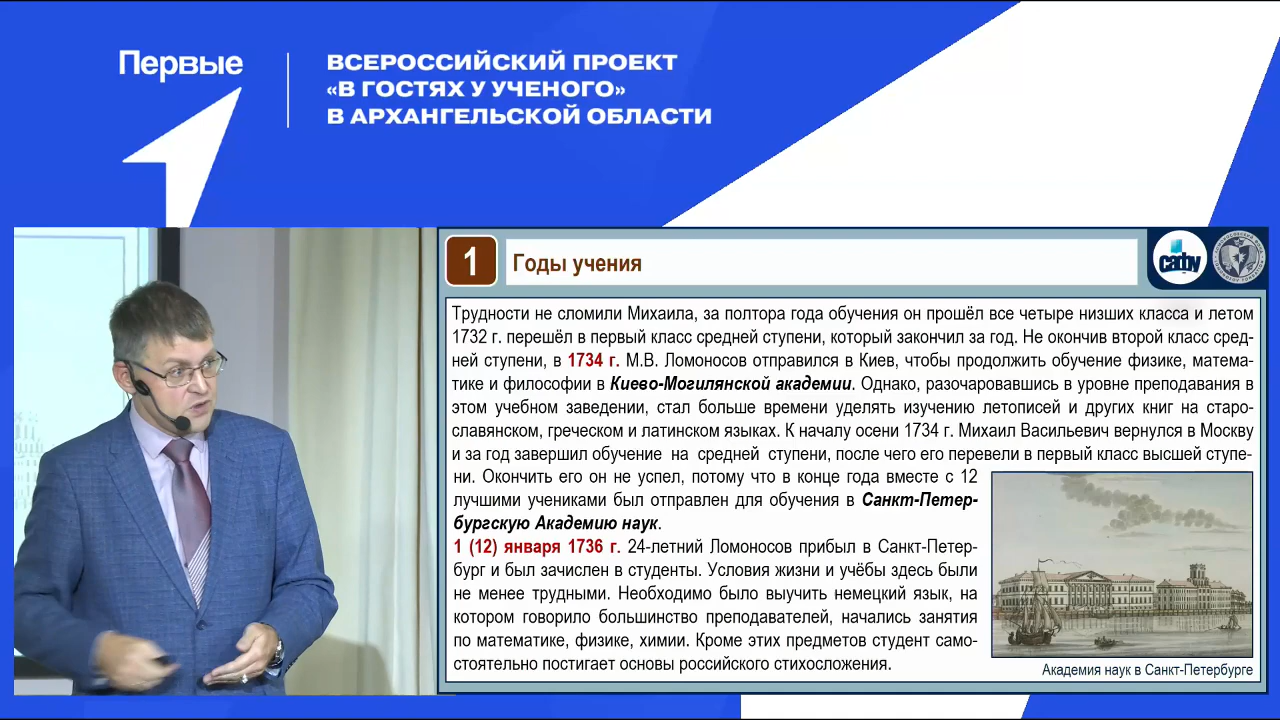 Первые
ВСЕРОССИЙСКИЙ ПРОЕКТ
«В ГОСТЯХ У УЧЕНОГО»
В АРХАНГЕЛЬСКОЙ ОБЛАСТИ
1
Годы учения
сафу
Трудности не сломили Михаила, за полтора года обучения он прошёл все четыре низших класса и летом
1732 г. перешёл в первый класс средней ступени, который закончил за год. Не окончив второй класс сред-
ней ступени, в 1734 г. М.В. Ломоносов отправился в Киев, чтобы продолжить обучение физике, матема-
тике и философии в Киево-Могилянской академии. Однако, разочаровавшись в уровне преподавания в
этом учебном заведении, стал больше времени уделять изучению летописей и других книг на старо-
славянском, греческом и латинском языках. К началу осени 1734 г. Михаил Васильевич вернулся в Москву
и за год завершил обучение на средней ступени, после чего его перевели в первый класс высшей ступе-
ни. Окончить его он не успел, потому что в конце года вместе с 12
лучшими учениками был отправлен для обучения в Санкт-Петер-
бургскую Академию наук.
1 (12) января 1736 г. 24-летний Ломоносов прибыл в Санкт-Петер-
бург и был зачислен в студенты. Условия жизни и учёбы здесь были
не менее трудными. Необходимо было выучить немецкий язык, на
котором говорило большинство преподавателей, начались занятия
по математике, физике, химии. Кроме этих предметов студент само-
стоятельно постигает основы российского стихосложения.
Академия наук в Санкт-Петербурге